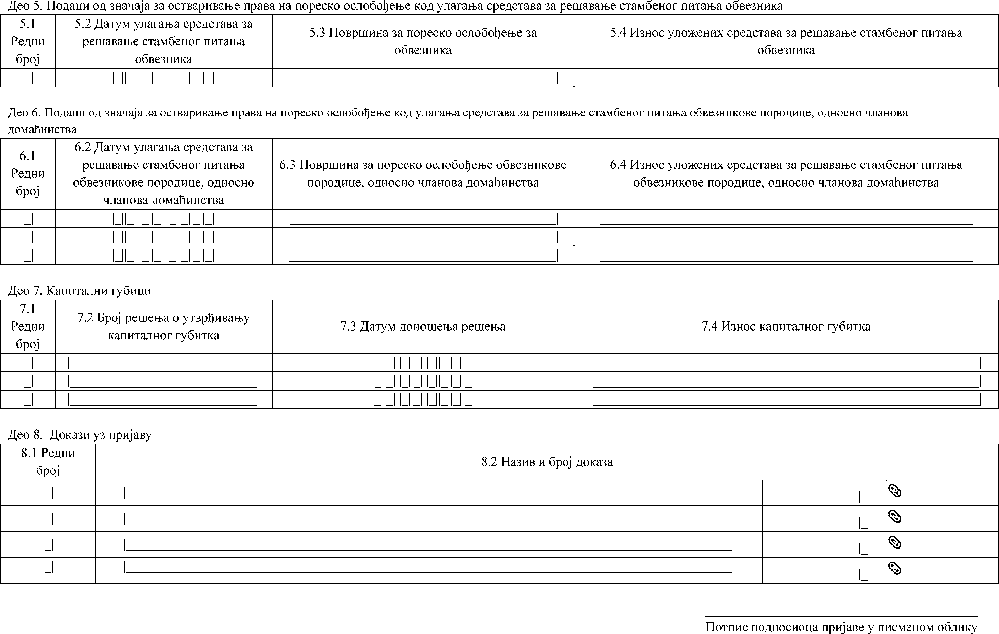 Део 5. Подаци од значаја за остваривање права на пореско ослобођење код улагања средстава за решавање стамбеног питања обвезника
5.1
Редни
број
5.2 Датум улагања средстава за
решавање стамбеног питања
обвезника
5.3 Површина за пореско ослобођење за
обвезника
5.4 Износ уложених средстава за решавање стамбеног питања
обвезника
|_| |_||_| |_||_| |_||_||_||_| |_| |_|
Део 6. Подаци од значаја за остваривање права на пореско ослобођење код улагања средстава за решавање стамбеног питања обвезникове породице, односно чланова
домаћинства
6.1
Редни
број
6.2 Датум улагања средстава за
решавање стамбеног питања
обвезникове породице, односно
чланова домаћинства
6.3 Површина за пореско ослобођење обвезникове
породице, односно чланова домаћинства
6.4 Износ уложених средстава за решавање стамбеног питања
обвезникове породице, односно чланова домаћинства
|_| |_||_| |_||_| |_||_||_||_| |_| |_|
|_| |_||_| |_||_| |_||_||_||_| |_| |_|
|_| |_||_| |_||_| |_||_||_||_| |_| |_|
Део 7. Капитални губици
7.1
Редни
број
7.2 Број решења о утврђивању
капиталног губитка
7.3 Датум доношења решења
7.4 Износ капиталног губитка
|_| |_| |_||_| |_||_| |_||_||_||_| |_|
|_| |_| |_||_| |_||_| |_||_||_||_| |_|
|_| |_| |_||_| |_||_| |_||_||_||_| |_|
Део 8. Докази уз пријаву
8.1 Редни
број
8.2 Назив и број доказа
|_| |_| |_|
|_| |_| |_|
|_| |_| |_|
|_| |_| |_|
Потпис подносиоца пријаве у писменом облику